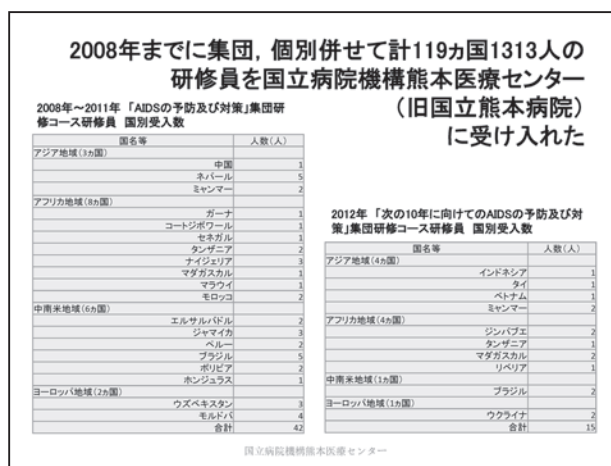 2008年までに集団，個別併せて計119ヵ国1313人の
研修員を国立病院機構熊本医療センター
（旧国立熊本病院）
に受け入れた
2008年～2011年 「AIDSの予防及び対策」集団研
修コース研修員 国別受入数
国名等 人数（人）
アジア地域（3ヵ国）
中国 1
ネパール 5
ミャンマー 2
アフリカ地域（8ヵ国）
ガーナ 1
コートジボワール 1
セネガル 1
タンザニア 2
ナイジェリア 3
マダガスカル 1
マラウイ 1
モロッコ 2
中南米地域（6ヵ国）
エルサルバドル 2
ジャマイカ 3
ペルー 2
ブラジル 5
ボリビア 2
ホンジュラス 1
ヨーロッパ地域（2ヵ国）
ウズベキスタン 3
モルドバ 4
合計 42
2012年 「次の10年に向けてのAIDSの予防及び対
策」集団研修コース研修員 国別受入数
国名等 人数（人）
アジア地域（4ヵ国）
インドネシア 1
タイ 1
ベトナム 1
ミャンマー 2
アフリカ地域（4ヵ国）
ジンバブエ 2
タンザニア 1
マダガスカル 2
リベリア 1
中南米地域（1ヵ国）
ブラジル 2
ヨーロッパ地域（1ヵ国）
ウクライナ 2
合計 15
国立病院機構熊本医療センター